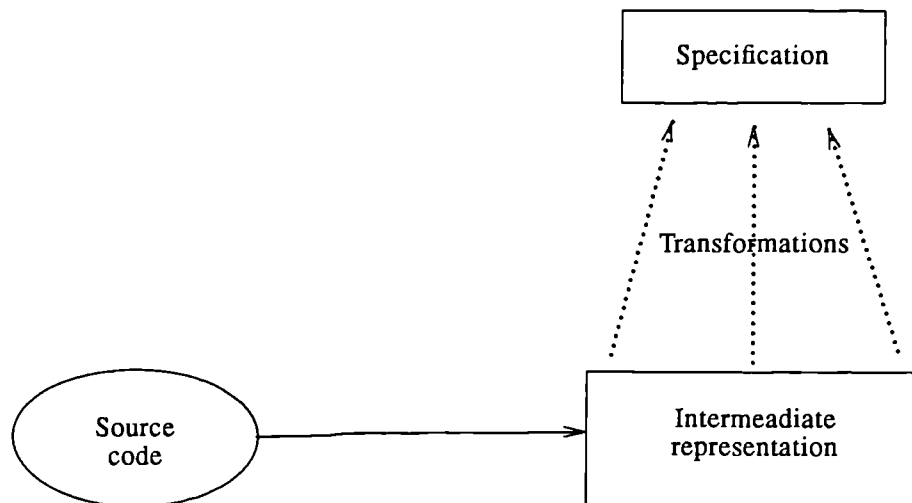 Specification
Transformations
Source
code
Intermeadiate
representation